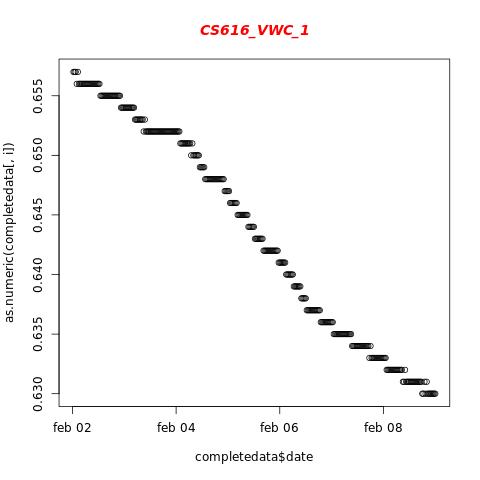 CS616_VWC_1
as.numeric(completedata[, i])
0.655
0.650
0.645
0.640
0.635
0.630
feb 02
feb 04
feb 06
feb 08
completedata$date